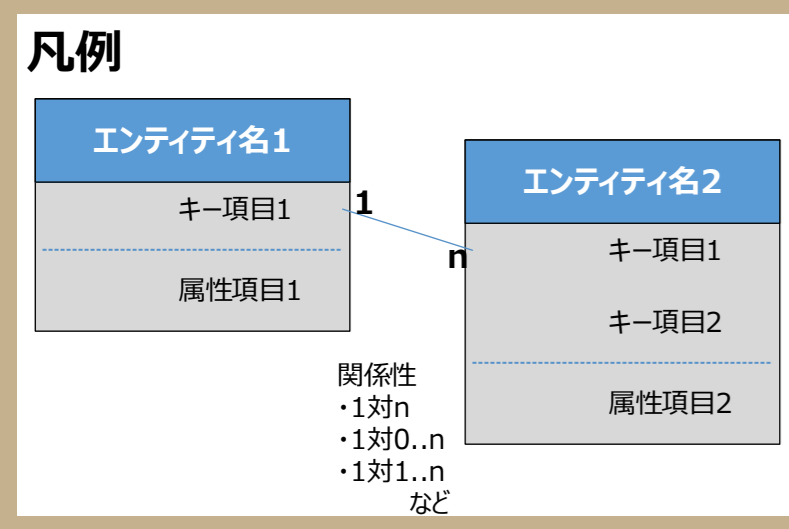 凡例
エンティティ名1
キー項目1
属性項目1
1
n
エンティティ名2
キー項目1
キー項目2
属性項目2
関係性
・1対n
・1対0..n
・1対1..n
など